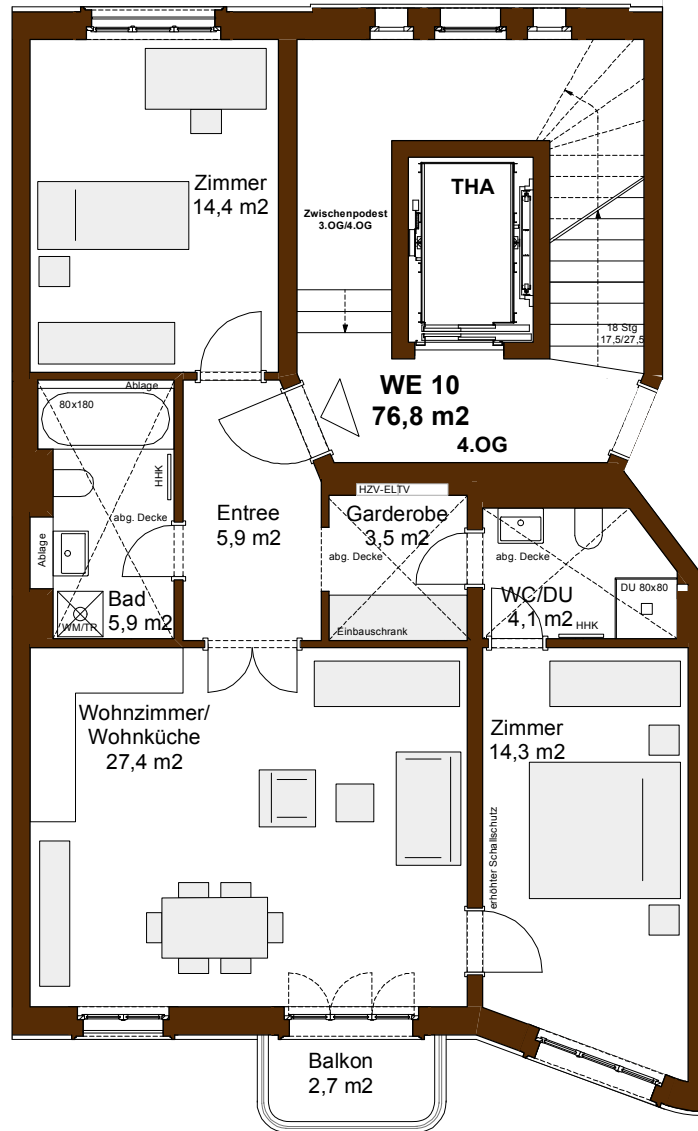 Zimmer
14,4 m2
THA
Zwischenpodest
3.OG/4.OG
18 Stg
17,5/27,5
WE 10
76,8 m2
4.OG
Ablage
80x180
HHK
abg. Decke
Ablage
Bad
5,9 m2
WM/TR
Entree
5,9 m2
HZV-ELTV
Garderobe
3,5 m2
abg. Decke
Einbauschrank
abg. Decke
WC/DU
4,1 m2
DU 80x80
HHK
Wohnzimmer/
Wohnküche
27,4 m2
Zimmer
14,3 m2
erhöhter Schallschutz
Balkon
2,7 m2